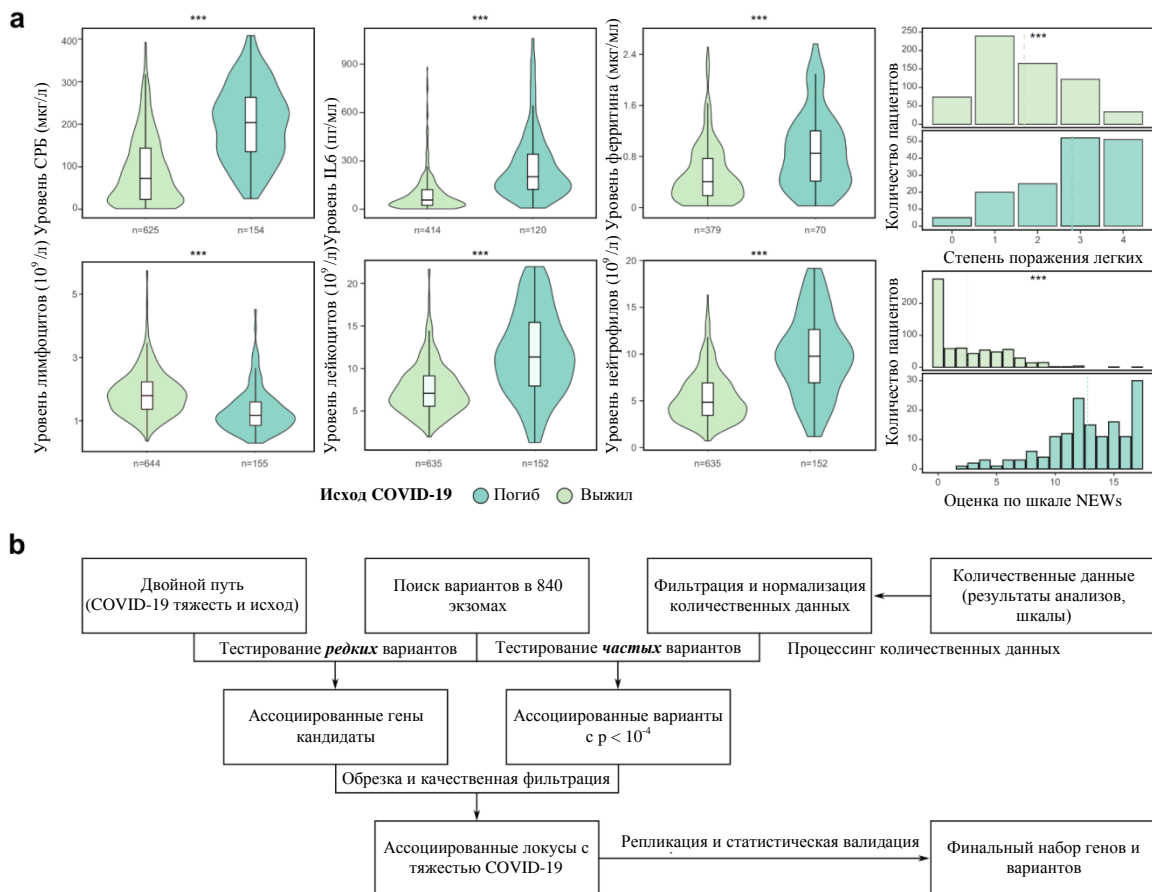 a
***
Уровень СРБ (мкг/л)
400
300
200
100
0
n=625
n=154
***
Уровень IL6 (пг/мл)
900
600
300
0
n=414
n=120
***
Уровень ферритина (мкг/мл)
2.4
1.6
0.8
0
n=379
n=70
***
Количество пациентов
250
200
150
100
50
0
50
40
30
20
10
0
0
1
2
3
4
Степень поражения легких
***
Уровень лимфоцитов (10⁹/л)
5
3
1
n=644
n=155
***
Уровень лейкоцитов (10⁹/л)
20
15
10
5
n=635
n=152
***
Уровень нейтрофилов (10⁹/л)
20
15
10
5
0
n=635
n=152
***
Количество пациентов
200
100
0
30
20
10
0
0
5
10
15
Оценка по шкале NEWs
Исход COVID-19
Погиб
Выжил
b
Двойной путь
(COVID-19 тяжесть и исход)
Поиск вариантов в 840
экзомах
Фильтрация и нормализация
количественных данных
Количественные данные
(результаты анализов,
шкалы)
Тестирование редких вариантов
Тестирование частых вариантов
Процессинг количественных данных
Ассоциированные гены
кандидаты
Ассоциированные варианты
с p < 10⁻⁴
Обрезка и качественная фильтрация
Ассоциированные локусы с
тяжестью COVID-19
Репликация и статистическая валидация
Финальный набор генов и
вариантов